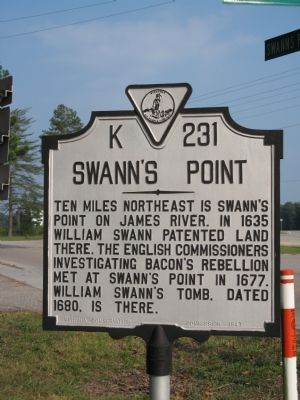 SWANN'S
K 231
SWANN'S POINT
TEN MILES NORTHEAST IS SWANN'S
POINT ON JAMES RIVER. IN 1635
WILLIAM SWANN PATENTED LAND
THERE. THE ENGLISH COMMISSIONERS
INVESTIGATING BACON'S REBELLION
MET AT SWANN'S POINT IN 1677.
WILLIAM SWANN'S TOMB, DATED
1680, IS THERE.